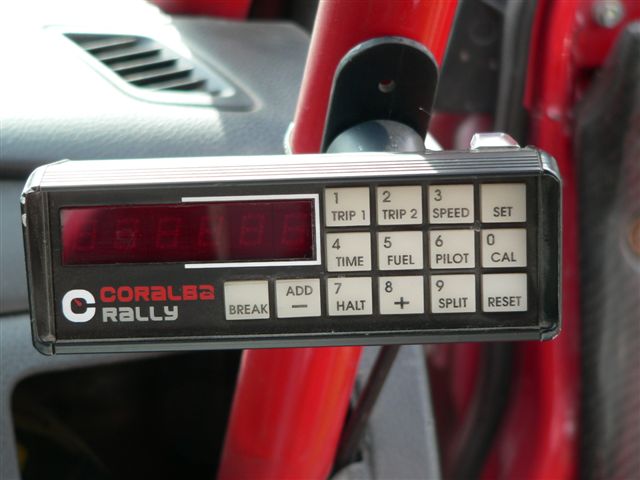 1 TRIP 1
2 TRIP 2
3 SPEED
SET
4 TIME
5 FUEL
6 PILOT
0 CAL
CORALBA
RALLY
BREAK
ADD
−
7 HALT
8 +
9 SPLIT
RESET